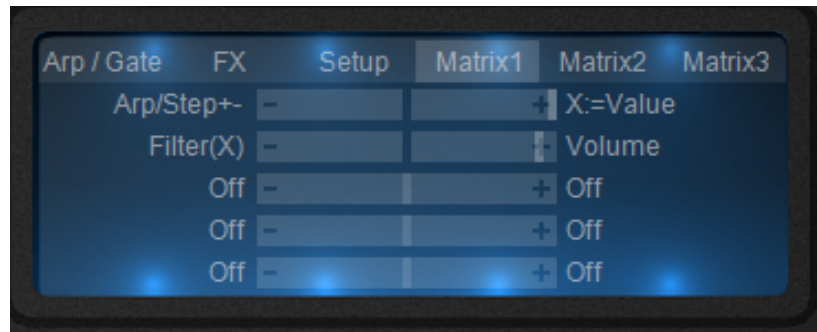 Arp / Gate FX Setup Matrix1 Matrix2 Matrix3
Arp/Step+- - + X:=Value
Filter(X) - + Volume
Off - + Off
Off - + Off
Off - + Off